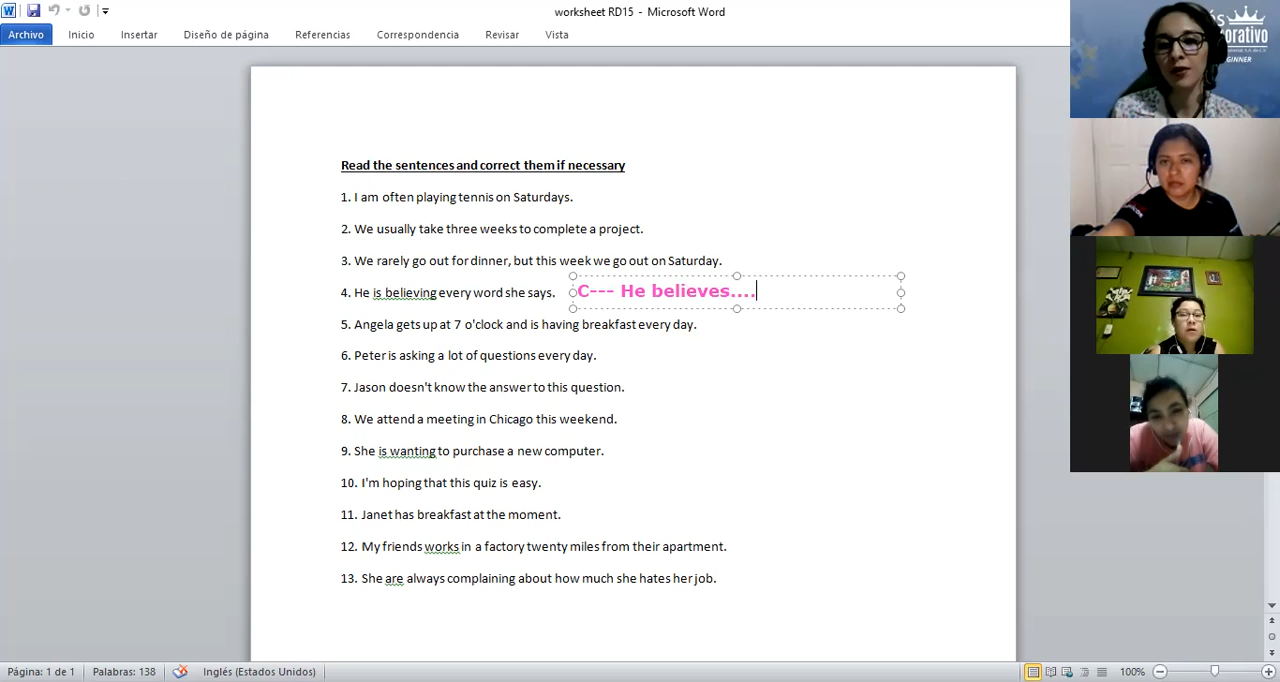 worksheet RD15 - Microsoft Word
Archivo Inicio Insertar Diseño de página Referencias Correspondencia Revisar Vista
Read the sentences and correct them if necessary
1. I am often playing tennis on Saturdays.
2. We usually take three weeks to complete a project.
3. We rarely go out for dinner, but this week we go out on Saturday.
4. He is believing every word she says. C--- He believes....
5. Angela gets up at 7 o'clock and is having breakfast every day.
6. Peter is asking a lot of questions every day.
7. Jason doesn't know the answer to this question.
8. We attend a meeting in Chicago this weekend.
9. She is wanting to purchase a new computer.
10. I'm hoping that this quiz is easy.
11. Janet has breakfast at the moment.
12. My friends works in a factory twenty miles from their apartment.
13. She are always complaining about how much she hates her job.
Página: 1 de 1 Palabras: 138 Inglés (Estados Unidos) 100%